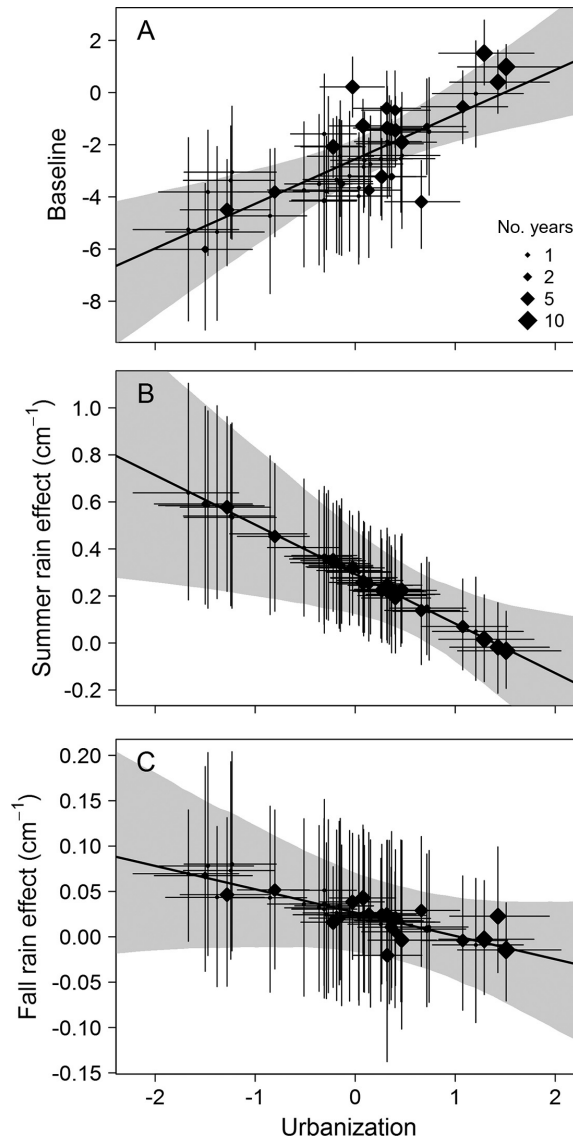 A
2
0
-2
-4
-6
-8
Baseline
No. years
1
2
5
10
B
1.0
0.8
0.6
0.4
0.2
0.0
-0.2
Summer rain effect (cm⁻¹)
C
0.20
0.15
0.10
0.05
0.00
-0.05
-0.10
-0.15
Fall rain effect (cm⁻¹)
-2 -1 0 1 2
Urbanization